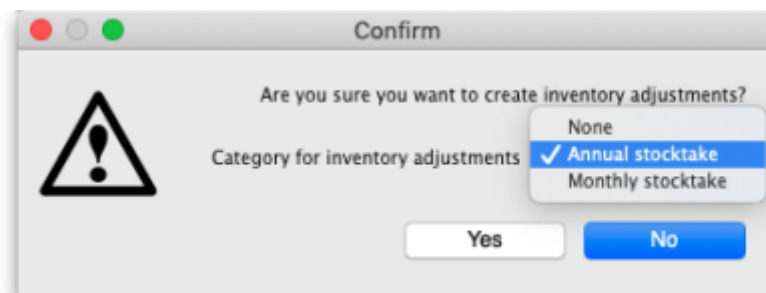 Confirm
Are you sure you want to create inventory adjustments?
None
Category for inventory adjustments ✓ Annual stocktake
Monthly stocktake
Yes No